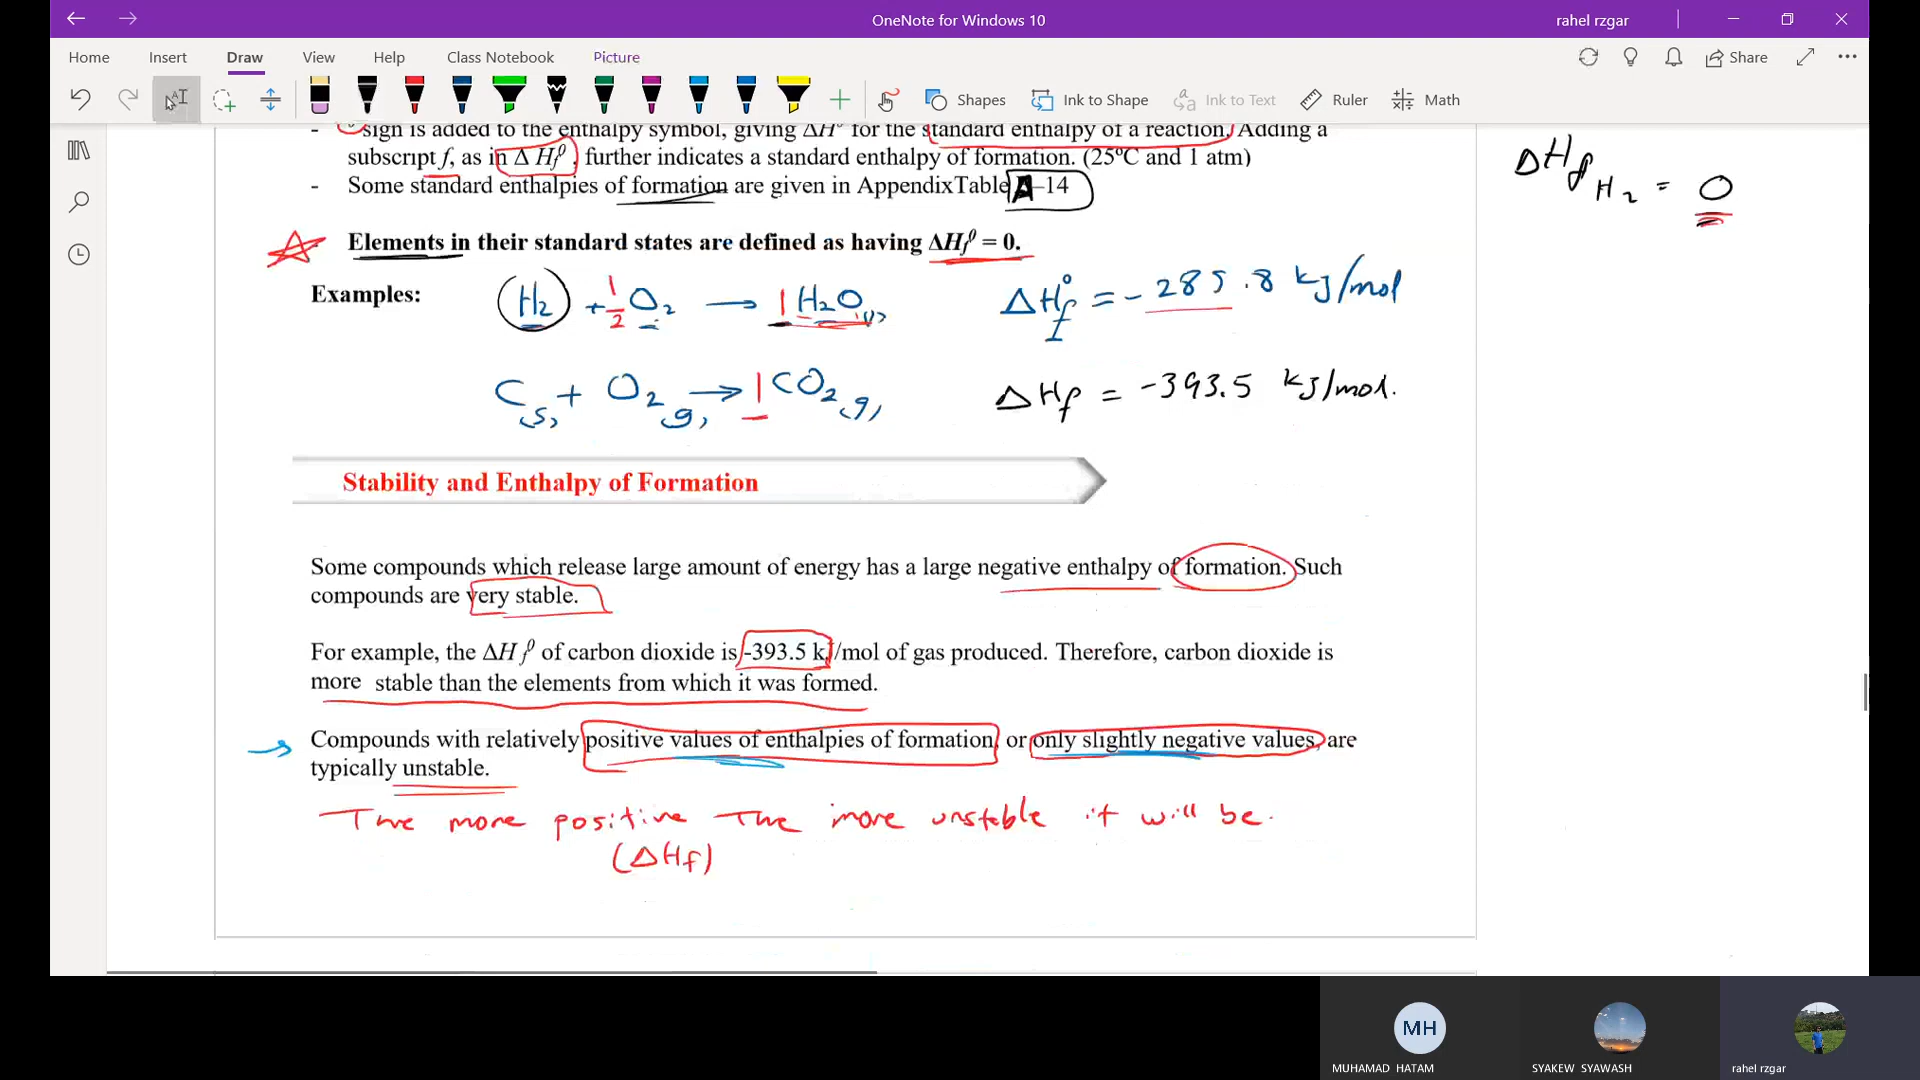 OneNote for Windows 10
rahel rzgar
Home Insert Draw View Help Class Notebook Picture
Share
Shapes Ink to Shape Ink to Text Ruler Math
- sign is added to the enthalpy symbol, giving ΔH⁰ for the standard enthalpy of a reaction. Adding a
subscript f, as in Δ Hf⁰ , further indicates a standard enthalpy of formation. (25ºC and 1 atm)
- Some standard enthalpies of formation are given in AppendixTable A-14
ΔHf H2 = 0
Elements in their standard states are defined as having ΔHf⁰ = 0.
Examples: H2 + 1/2 O2 → 1 H2O(l) ΔHf° = - 285.8 kJ/mol
C(s) + O2(g) → 1 CO2(g) ΔHf = -393.5 kJ/mol.
Stability and Enthalpy of Formation
Some compounds which release large amount of energy has a large negative enthalpy of formation. Such
compounds are very stable.
For example, the ΔH f⁰ of carbon dioxide is -393.5 kJ/mol of gas produced. Therefore, carbon dioxide is
more stable than the elements from which it was formed.
Compounds with relatively positive values of enthalpies of formation, or only slightly negative values, are
typically unstable.
The more positive The more unstable it will be.
(ΔHf)
MH
MUHAMAD HATAM SYAKEW SYAWASH rahel rzgar